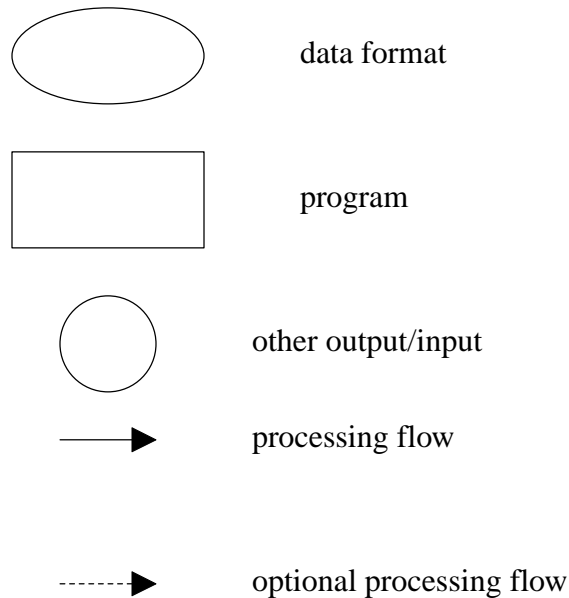 data format
program
other output/input
processing flow
optional processing flow